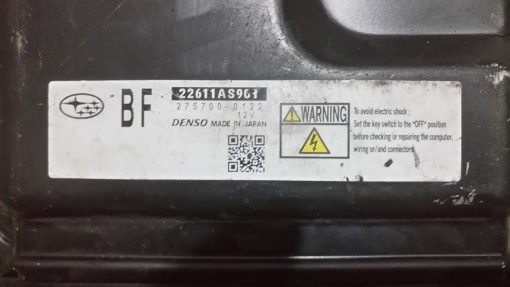 BF
22611AS901
275700-0122
12V
DENSO MADE IN JAPAN
WARNING
To avoid electric shock :
Set the key switch to the "OFF" position
before checking or repairing the computer,
wiring or/and connectors.